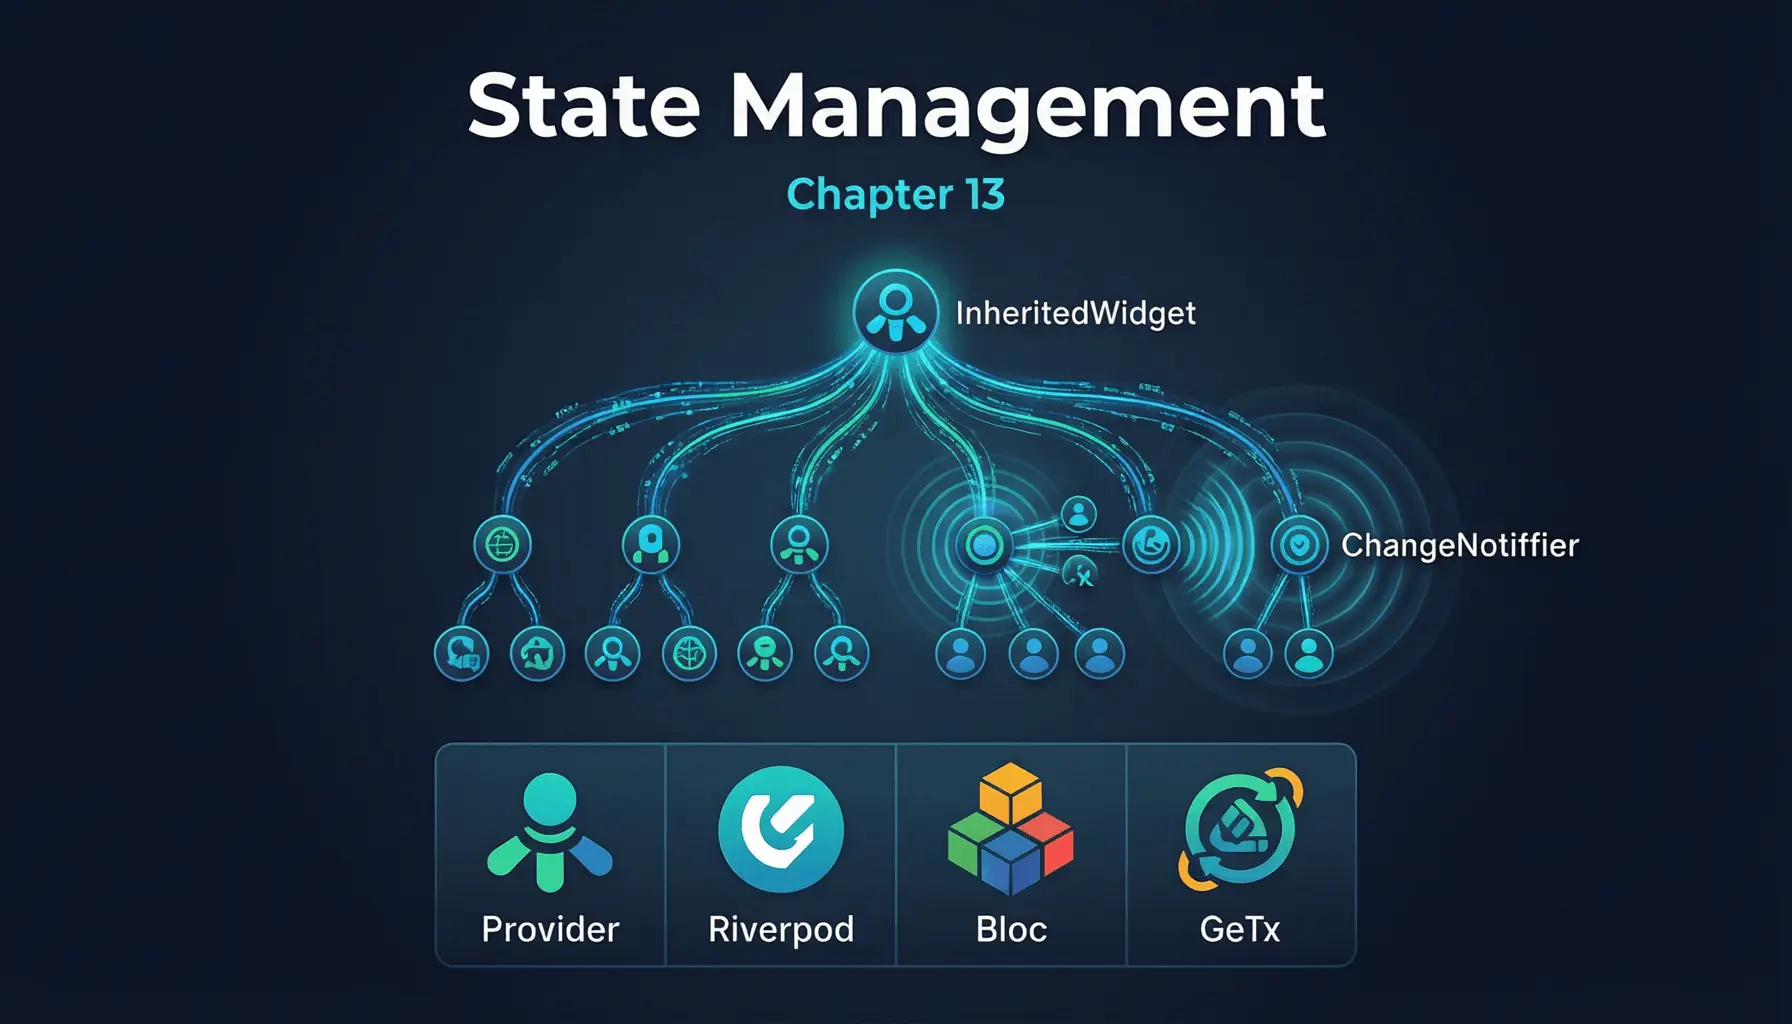 State Management
Chapter 13
InheritedWidget
ChangeNotiffier
Provider
Riverpod
Bloc
GeTx